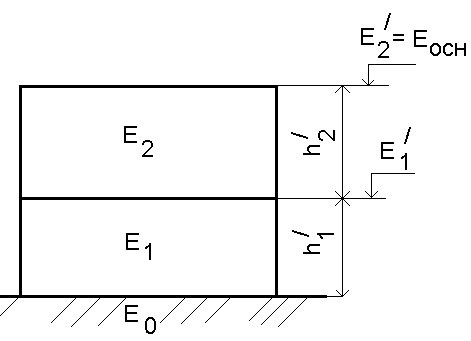 E₂′ = Eосн
E₂
h₂′
E₁′
E₁
h₁′
E₀